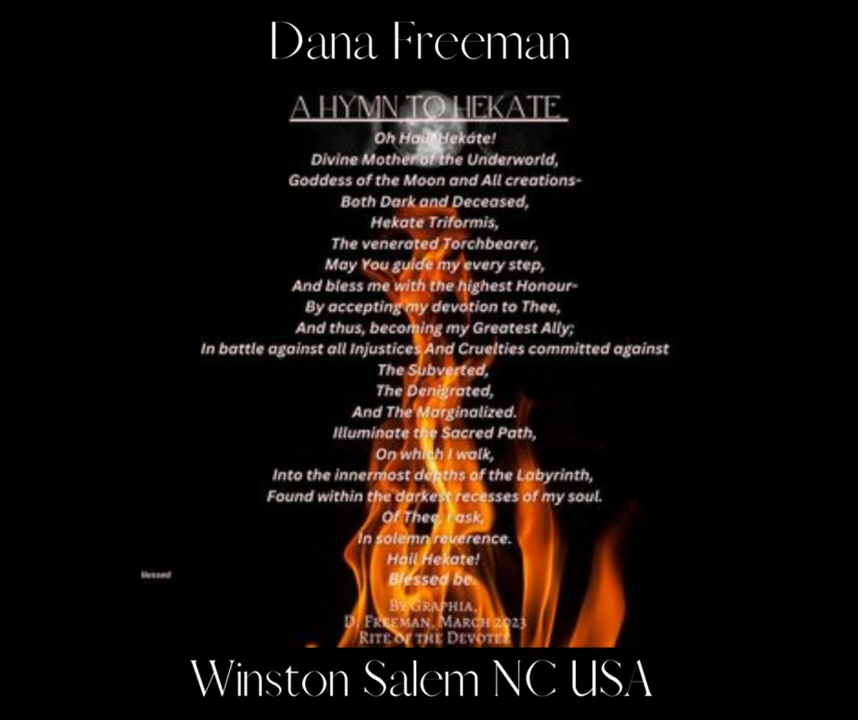 Dana Freeman
A HYMN TO HEKATE
Oh Hail Hekáte!
Divine Mother of the Underworld,
Goddess of the Moon and All creations-
Both Dark and Deceased,
Hekate Triformis,
The venerated Torchbearer,
May You guide my every step,
And bless me with the highest Honour-
By accepting my devotion to Thee,
And thus, becoming my Greatest Ally;
In battle against all Injustices And Cruelties committed against
The Subverted,
The Denigrated,
And The Marginalized.
Illuminate the Sacred Path,
On which I walk,
Into the innermost depths of the Labyrinth,
Found within the darkest recesses of my soul.
Of Thee, I ask,
In solemn reverence.
Hail Hekate!
Blessed be.
blessed
By Graphia,
D. Freeman, March 2023
Rite of the Devotee
Winston Salem NC USA